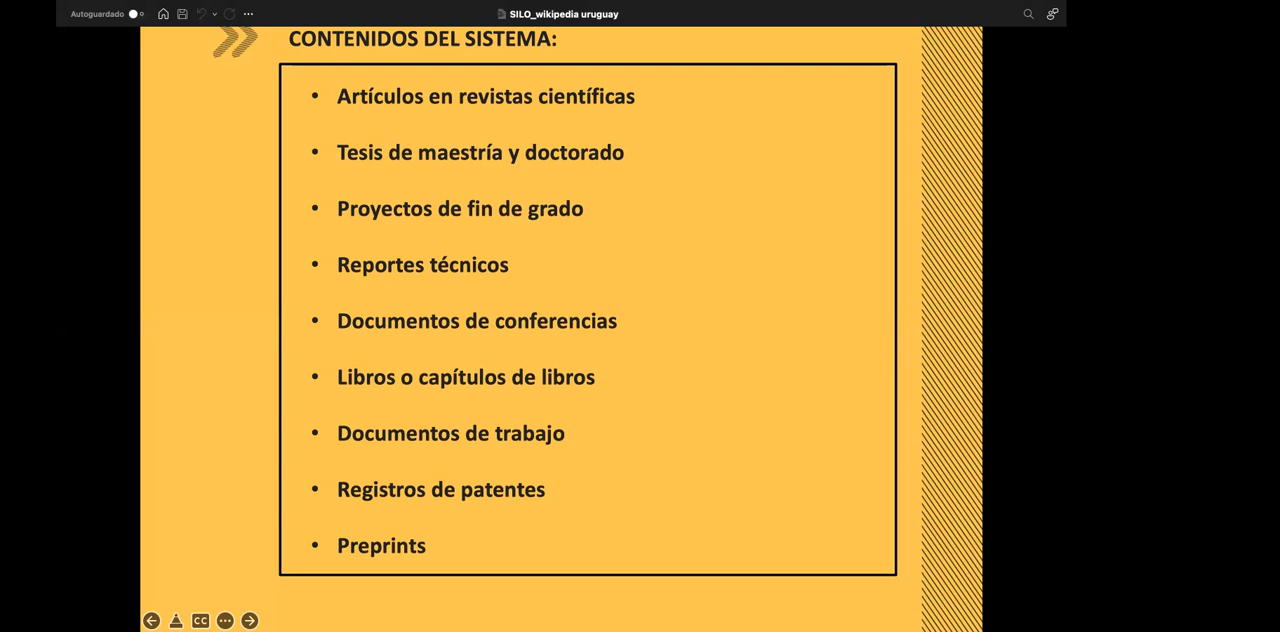 Autoguardado
SILO_wikipedia uruguay
CONTENIDOS DEL SISTEMA:
• Artículos en revistas científicas
• Tesis de maestría y doctorado
• Proyectos de fin de grado
• Reportes técnicos
• Documentos de conferencias
• Libros o capítulos de libros
• Documentos de trabajo
• Registros de patentes
• Preprints
CC